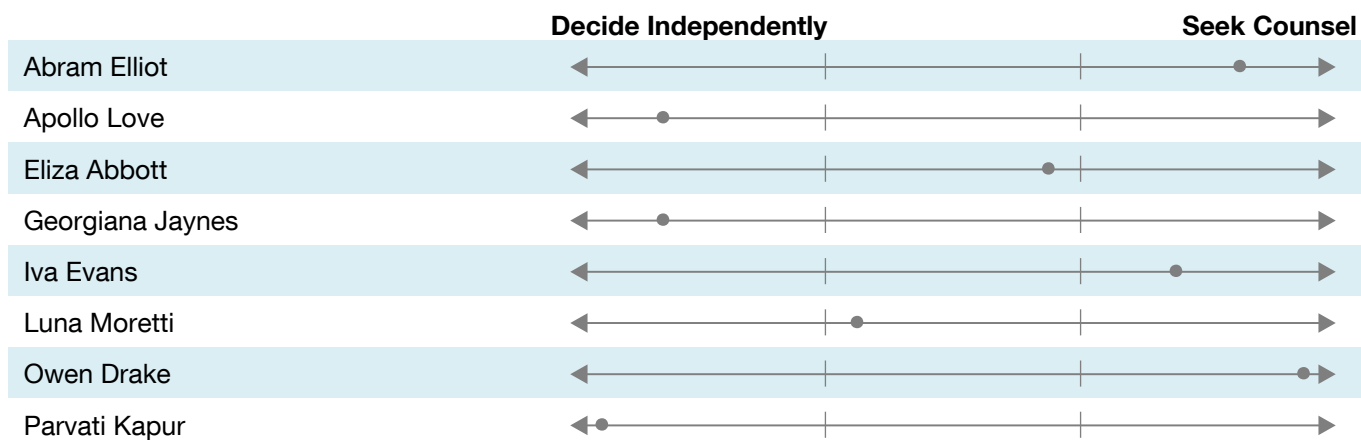 Decide Independently Seek Counsel
Abram Elliot
Apollo Love
Eliza Abbott
Georgiana Jaynes
Iva Evans
Luna Moretti
Owen Drake
Parvati Kapur